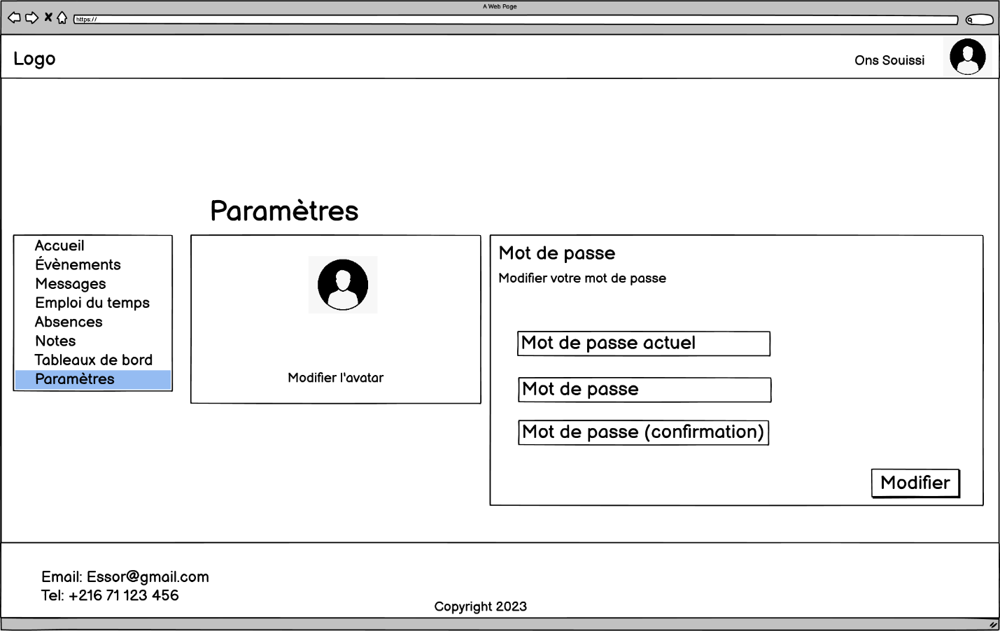 A Web Page
https://
Logo
Ons Souissi
Paramètres
Accueil
Évènements
Messages
Emploi du temps
Absences
Notes
Tableaux de bord
Paramètres
Modifier l'avatar
Mot de passe
Modifier votre mot de passe
Mot de passe actuel
Mot de passe
Mot de passe (confirmation)
Modifier
Email: Essor@gmail.com
Tel: +216 71 123 456
Copyright 2023